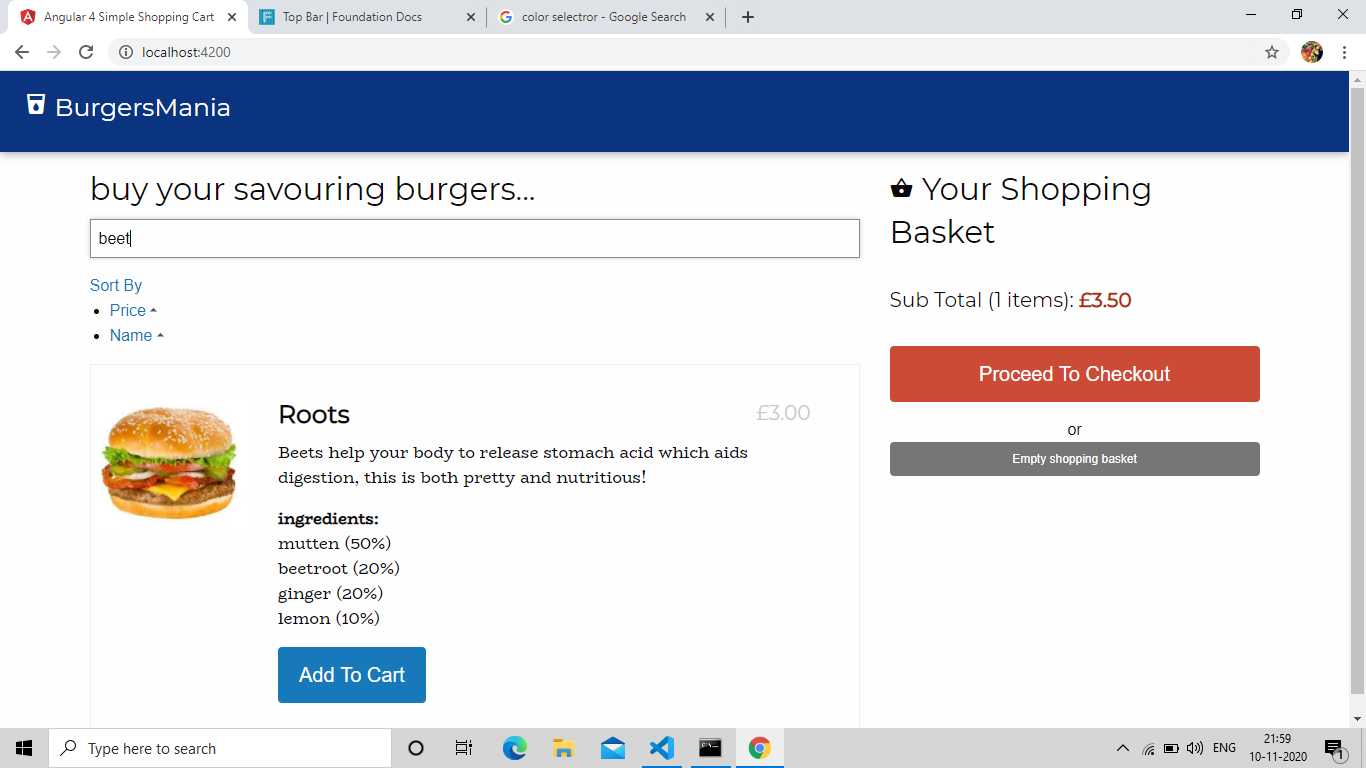 Angular 4 Simple Shopping Cart
Top Bar | Foundation Docs
color selectror - Google Search
localhost:4200
BurgersMania
buy your savouring burgers...
beet
Sort By
Price
Name
Roots
£3.00
Beets help your body to release stomach acid which aids
digestion, this is both pretty and nutritious!
ingredients:
mutten (50%)
beetroot (20%)
ginger (20%)
lemon (10%)
Add To Cart
Your Shopping
Basket
Sub Total (1 items): £3.50
Proceed To Checkout
or
Empty shopping basket
Type here to search
ENG
21:59
10-11-2020
1